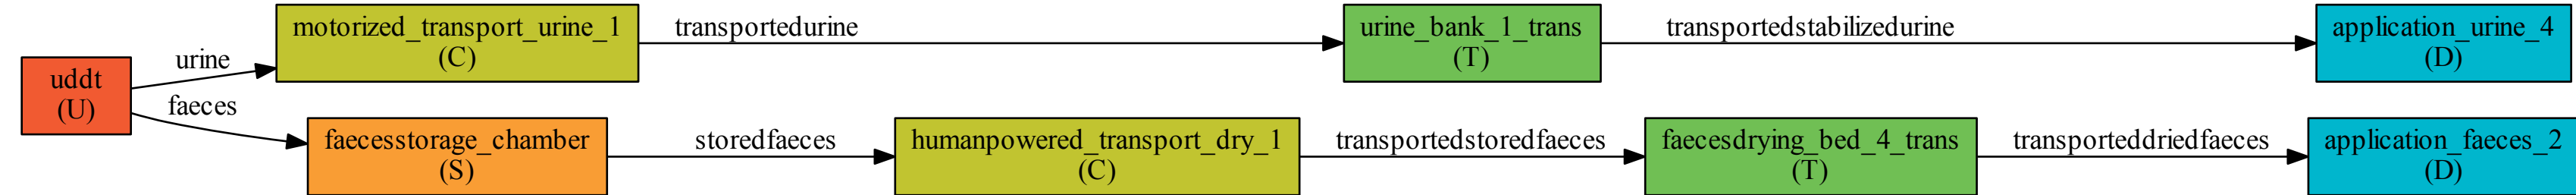 uddt
(U)
urine
motorized_transport_urine_1
(C)
transportedurine
urine_bank_1_trans
(T)
transportedstabilizedurine
application_urine_4
(D)
faeces
faecesstorage_chamber
(S)
storedfaeces
humanpowered_transport_dry_1
(C)
transportedstoredfaeces
faecesdrying_bed_4_trans
(T)
transporteddriedfaeces
application_faeces_2
(D)